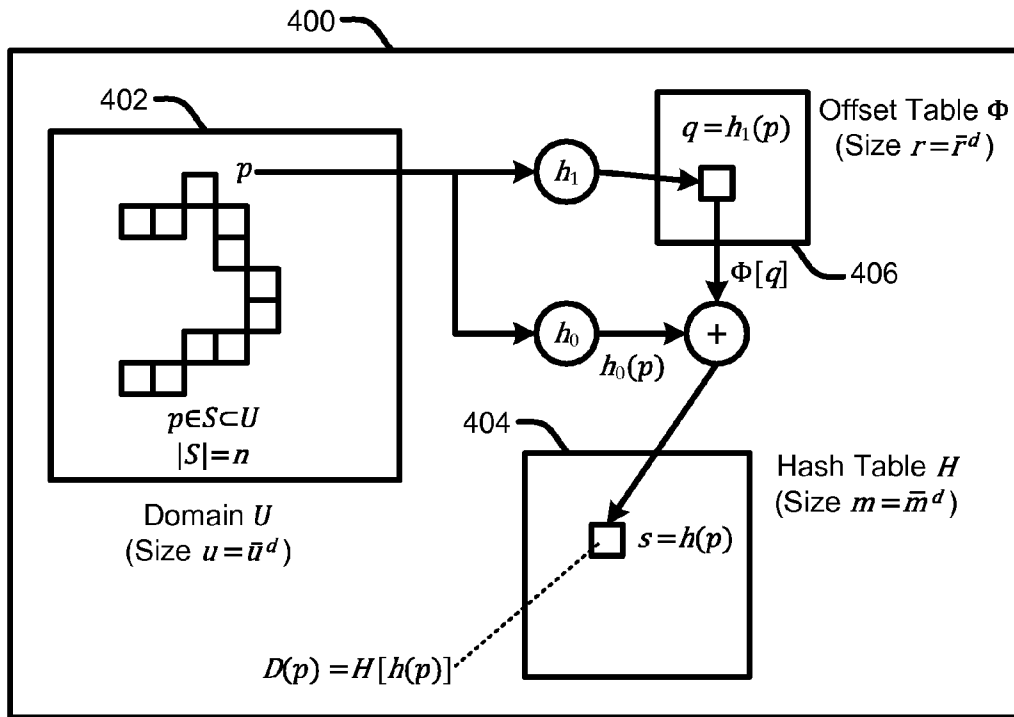 400
402
p
p∈S⊂U
|S|=n
Domain U
(Size u=ū^d)
h₁
h₀
h₀(p)
q=h₁(p)
Offset Table Φ
(Size r=r̄^d)
406
Φ[q]
+
404
s=h(p)
Hash Table H
(Size m=m̄^d)
D(p)=H[h(p)]